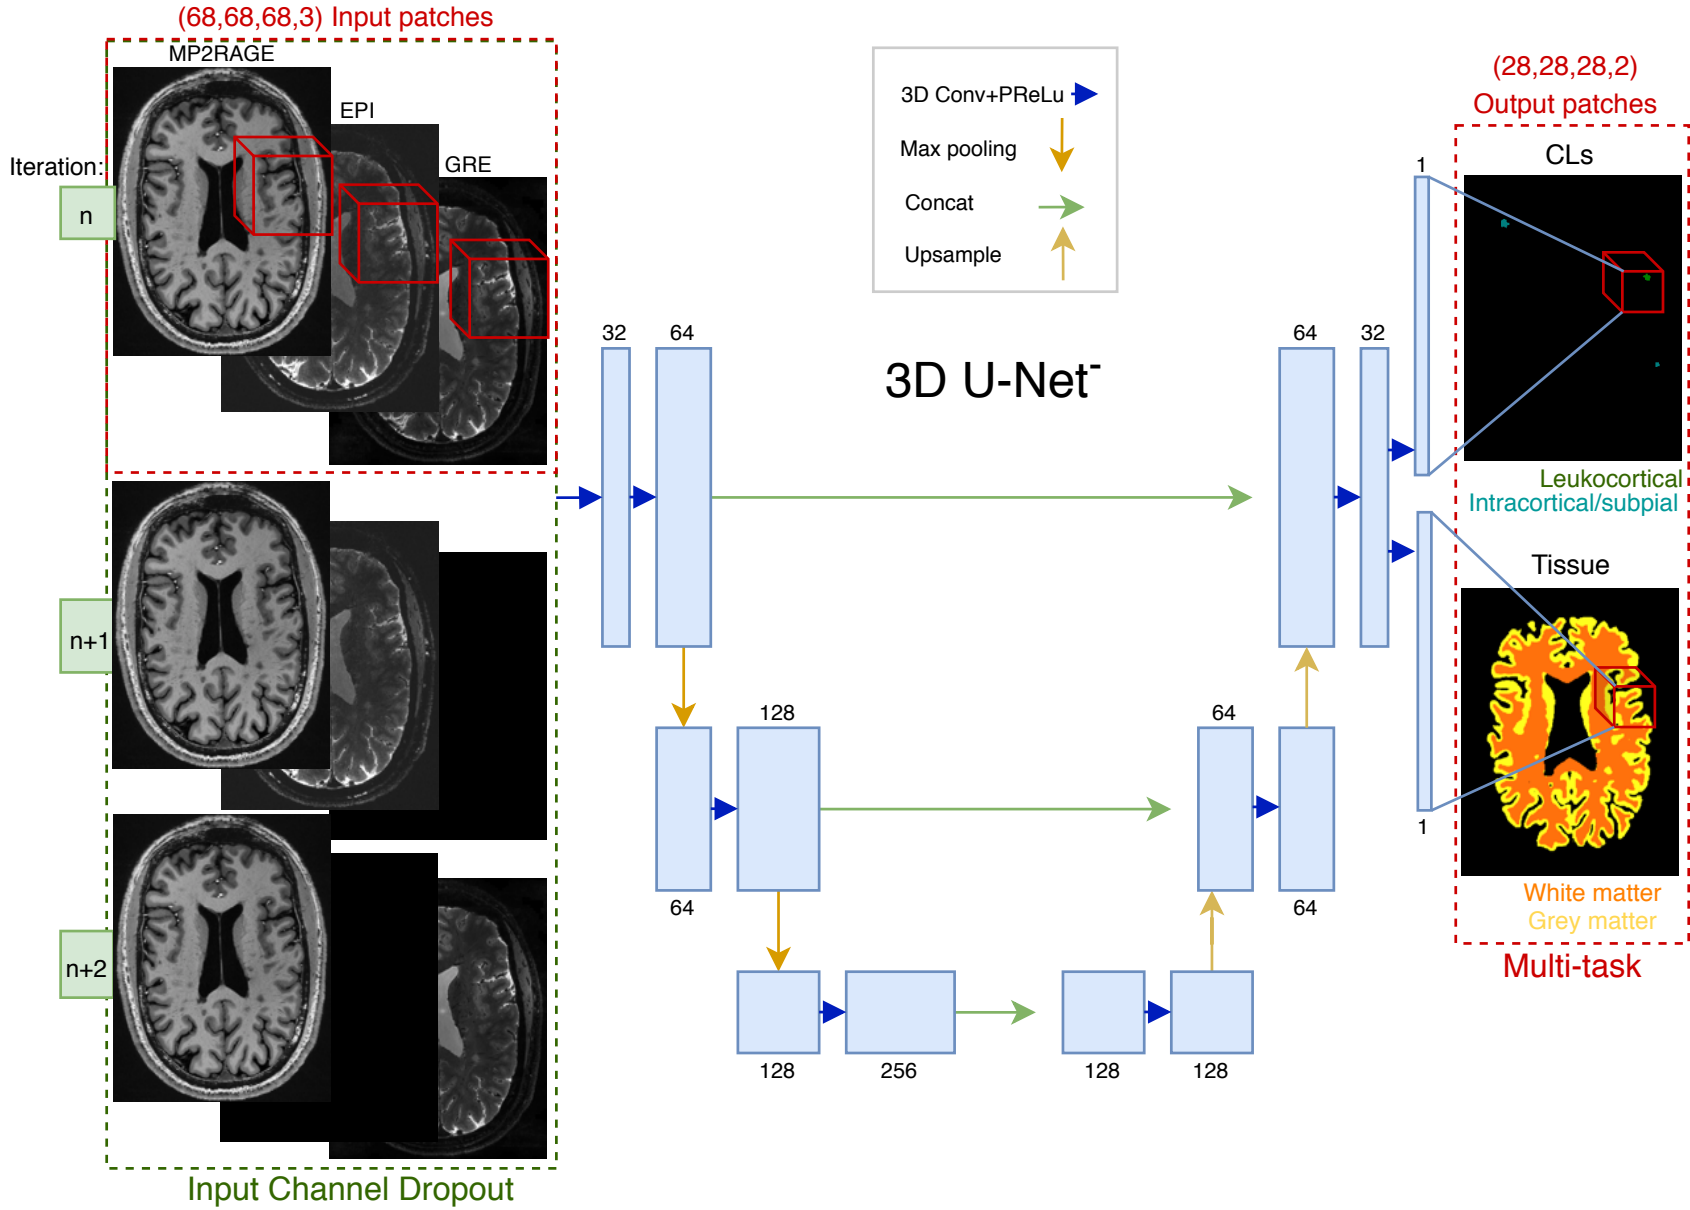 (68,68,68,3) Input patches
MP2RAGE
EPI
GRE
Iteration:
n
n+1
n+2
Input Channel Dropout
3D Conv+PReLu
Max pooling
Concat
Upsample
3D U-Net-
32
64
64
128
128
256
128
128
64
64
64
32
1
1
(28,28,28,2)
Output patches
CLs
Leukocortical
Intracortical/subpial
Tissue
White matter
Grey matter
Multi-task